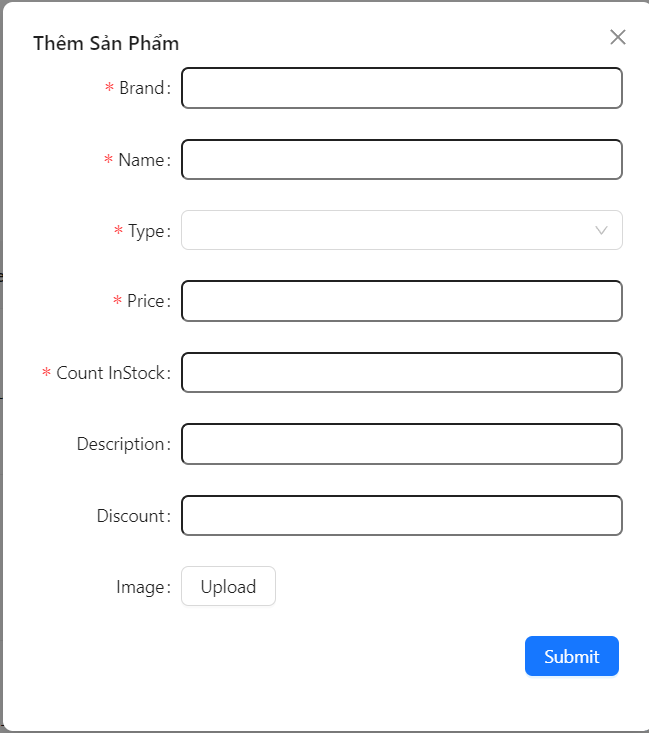 Thêm Sản Phẩm
* Brand:
* Name:
* Type:
* Price:
* Count InStock:
Description:
Discount:
Image: Upload
Submit